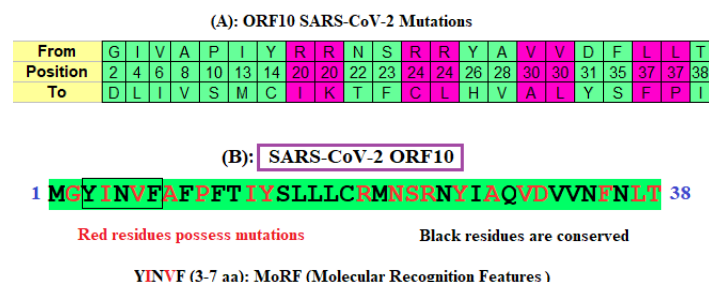 (A): ORF10 SARS-CoV-2 Mutations
From G I V A P I Y R R N S R R Y A V V D F L L T
Position 2 4 6 8 10 13 14 20 20 22 23 24 24 26 28 30 30 31 35 37 37 38
To D L I V S M C I K T F C L H V A L Y S F P I
(B): SARS-CoV-2 ORF10
1 MGYINVFAFPFTIYSLLLCRMNSRNYIAQVDVVNFNLT 38
Red residues possess mutations Black residues are conserved
YINVF (3-7 aa): MoRF (Molecular Recognition Features )